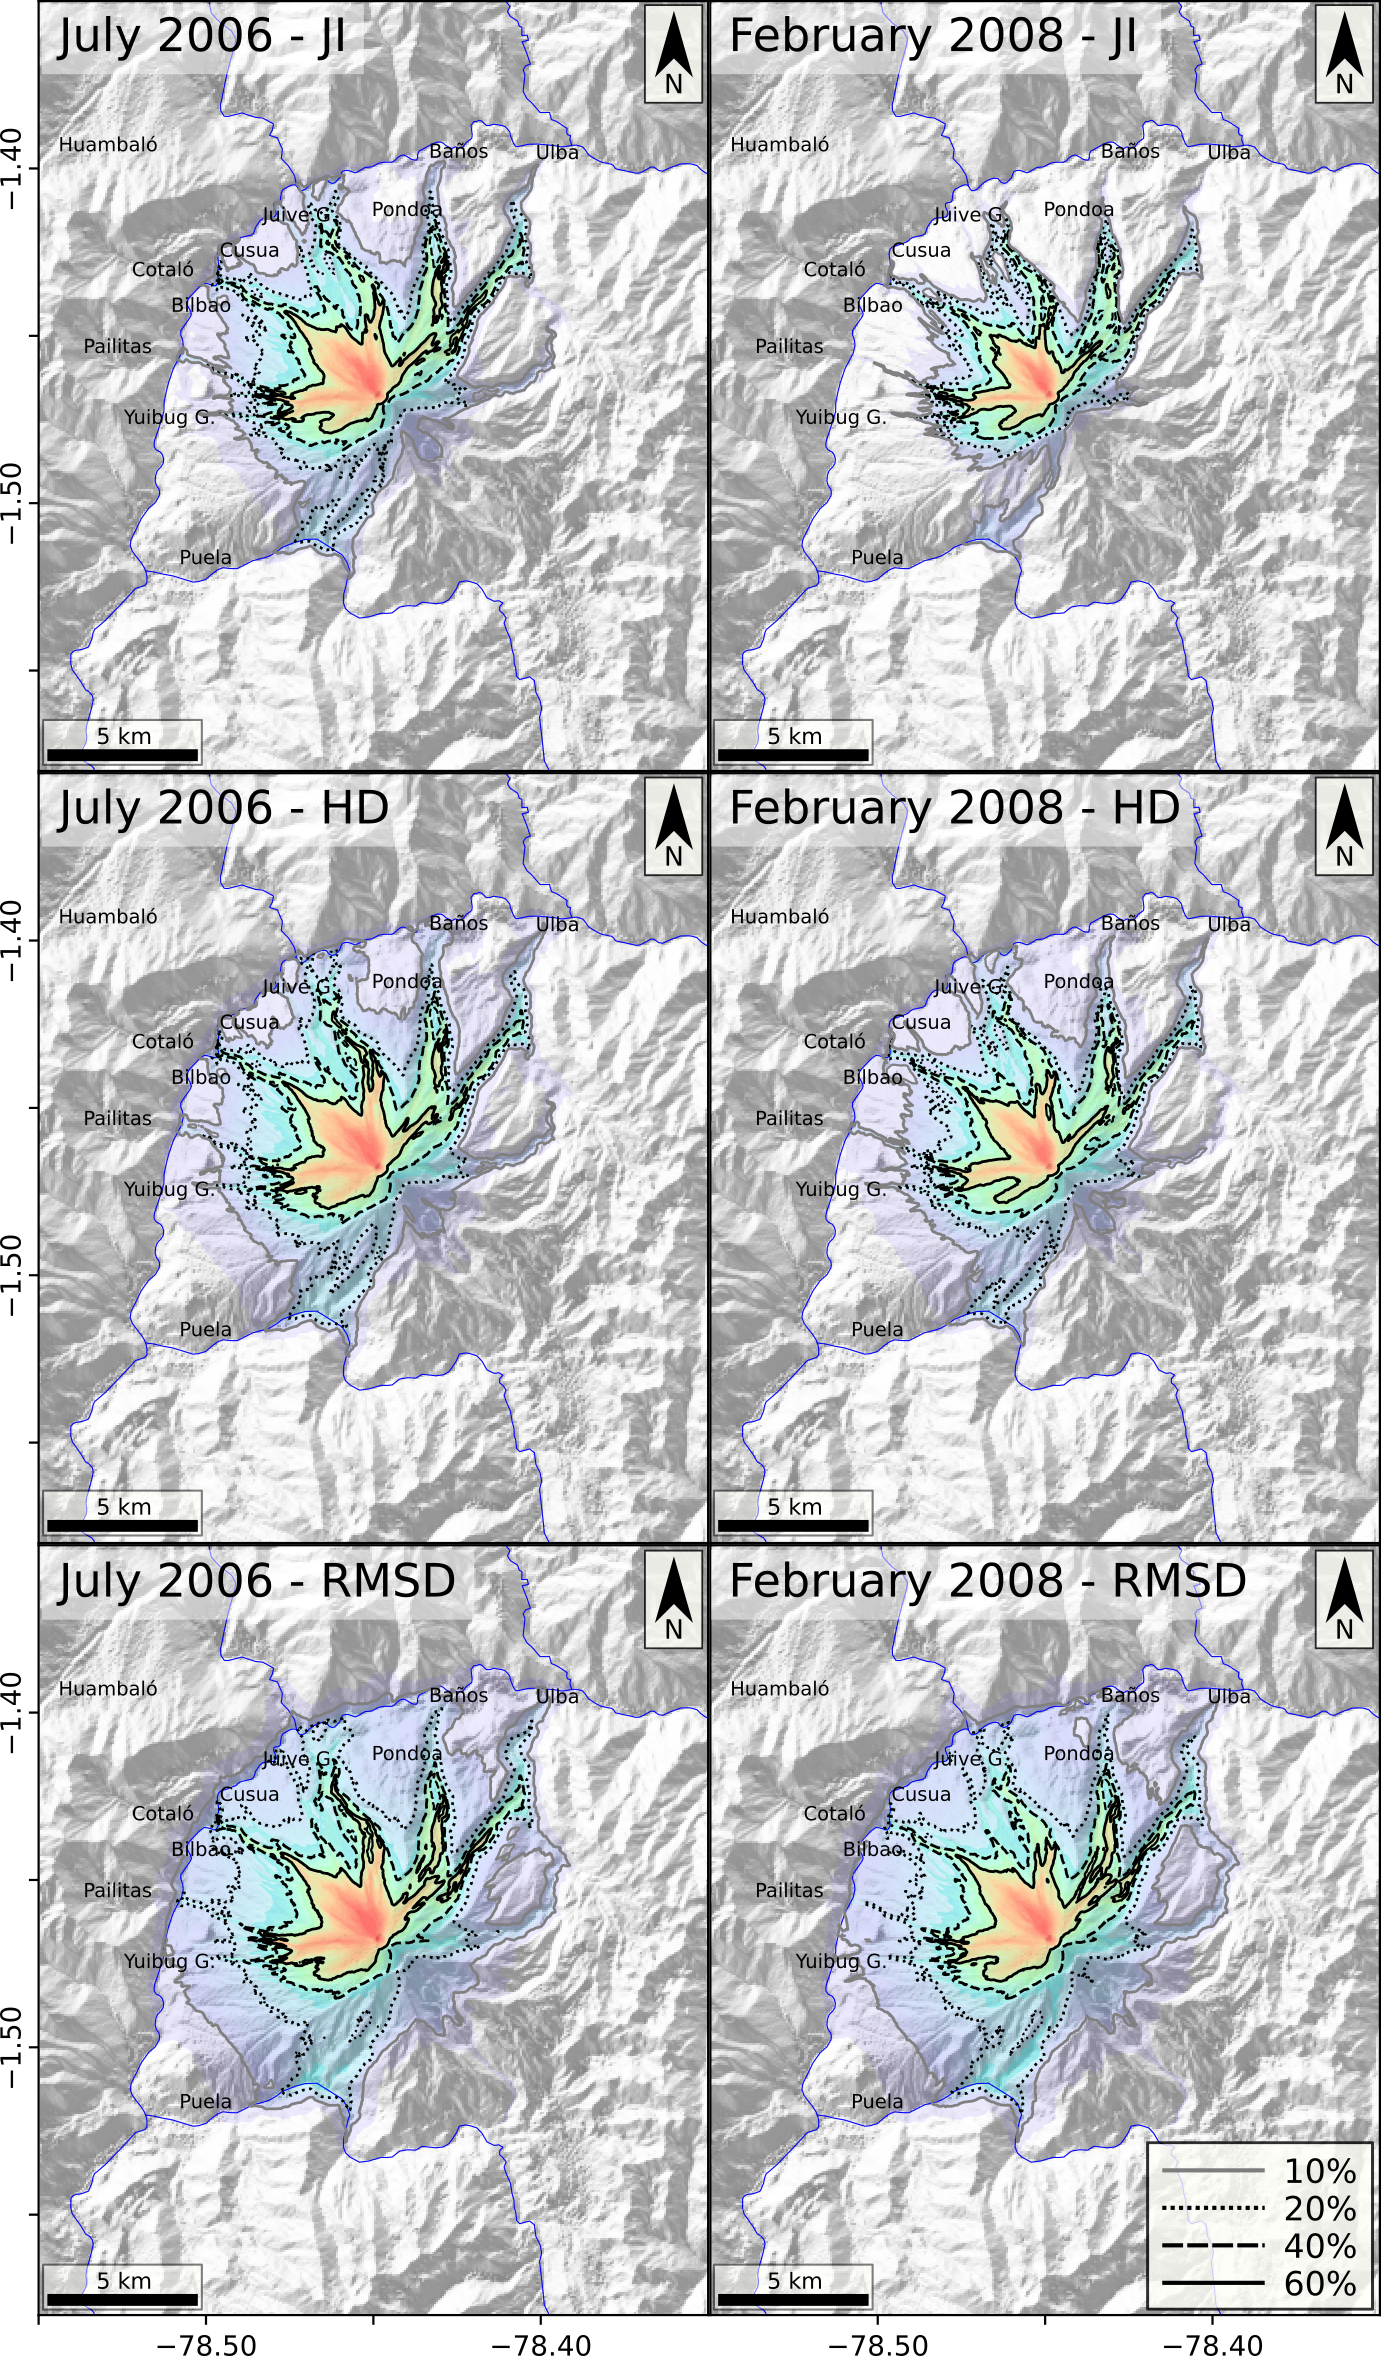 July 2006 - JI
N
Huambaló
Baños
Ulba
Juive G.
Pondoa
Cusua
Cotaló
Bilbao
Pailitas
Yuibug G.
Puela
5 km
−1.40
−1.50
February 2008 - JI
N
Huambaló
Baños
Ulba
Juive G.
Pondoa
Cusua
Cotaló
Bilbao
Pailitas
Yuibug G.
Puela
5 km
July 2006 - HD
N
Huambaló
Baños
Ulba
Juive G.
Pondoa
Cusua
Cotaló
Bilbao
Pailitas
Yuibug G.
Puela
5 km
−1.40
−1.50
February 2008 - HD
N
Huambaló
Baños
Ulba
Juive G.
Pondoa
Cusua
Cotaló
Bilbao
Pailitas
Yuibug G.
Puela
5 km
July 2006 - RMSD
N
Huambaló
Baños
Ulba
Juive G.
Pondoa
Cusua
Cotaló
Bilbao
Pailitas
Yuibug G.
Puela
5 km
−1.40
−1.50
−78.50
−78.40
February 2008 - RMSD
N
Huambaló
Baños
Ulba
Juive G.
Pondoa
Cusua
Cotaló
Bilbao
Pailitas
Yuibug G.
Puela
5 km
10%
20%
40%
60%
−78.50
−78.40